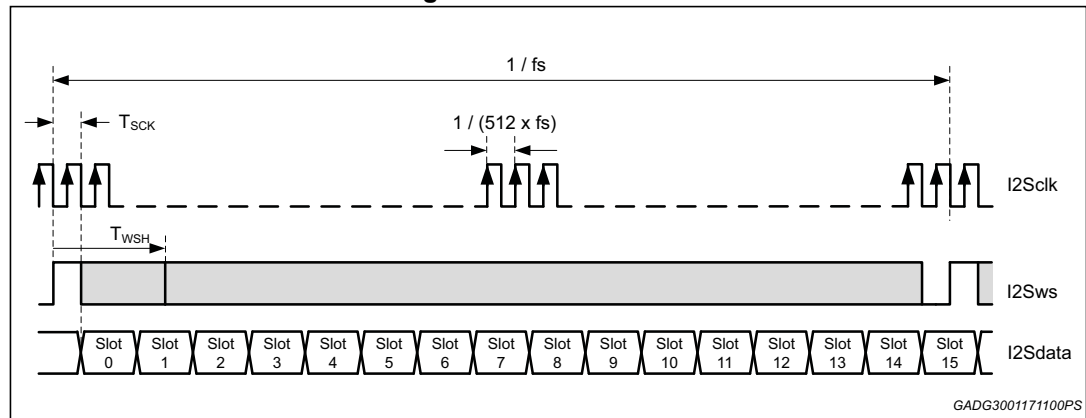 1 / fs
TSCK
1 / (512 x fs)
I2Sclk
TWSH
I2Sws
Slot 0
Slot 1
Slot 2
Slot 3
Slot 4
Slot 5
Slot 6
Slot 7
Slot 8
Slot 9
Slot 10
Slot 11
Slot 12
Slot 13
Slot 14
Slot 15
I2Sdata
GADG3001171100PS